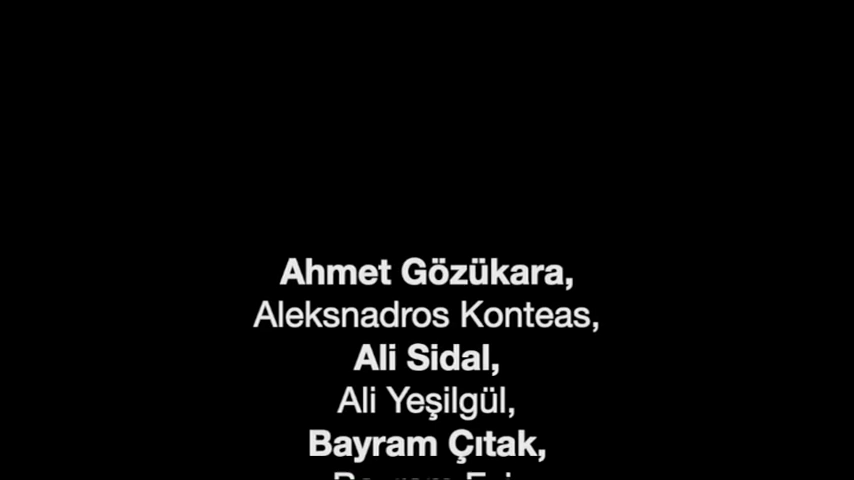 Ahmet Gözükara,
Aleksnadros Konteas,
Ali Sidal,
Ali Yeşilgül,
Bayram Çıtak,